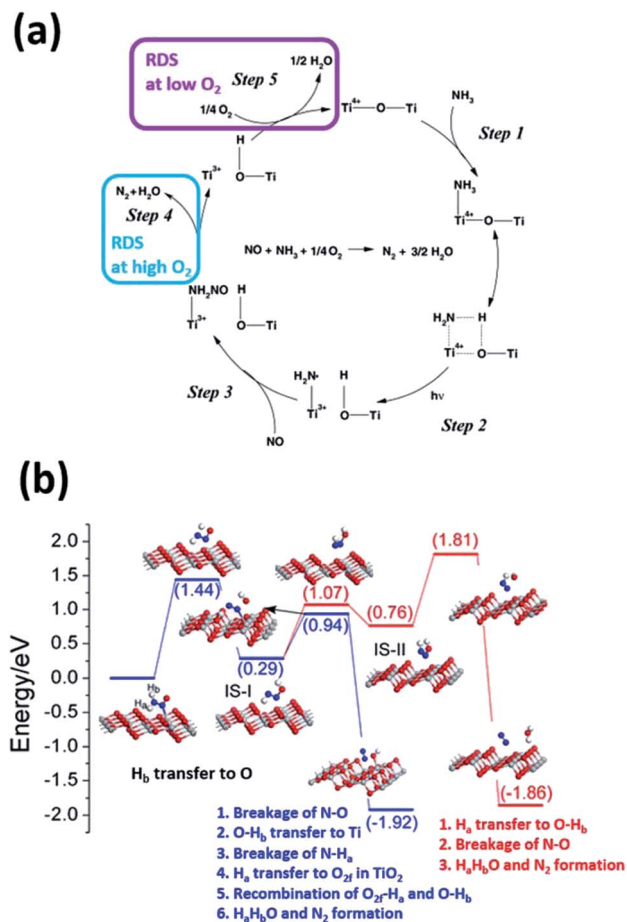 (a)
RDS
at low O2
Step 5
1/2 H2O
1/4 O2
Ti4+—O—Ti
NH3
Step 1
NH3
Ti4+—O—Ti
H
Ti3+ O—Ti
N2+H2O
Step 4
RDS
at high O2
NO + NH3 + 1/4 O2 → N2 + 3/2 H2O
NH2NO H
Ti3+ O—Ti
H2N H
Ti4+ O—Ti
H2N• H
Ti3+ O—Ti
hν
Step 2
Step 3
NO
(b)
Energy/eV
2.0
1.5
1.0
0.5
0.0
-0.5
-1.0
-1.5
-2.0
(1.44)
(1.07)
(0.94)
(0.29)
(0.76)
(1.81)
IS-I
IS-II
Hb
Ha
Hb transfer to O
(-1.92)
(-1.86)
1. Breakage of N-O
2. O-Hb transfer to Ti
3. Breakage of N-Ha
4. Ha transfer to O2f in TiO2
5. Recombination of O2f-Ha and O-Hb
6. HaHbO and N2 formation
1. Ha transfer to O-Hb
2. Breakage of N-O
3. HaHbO and N2 formation